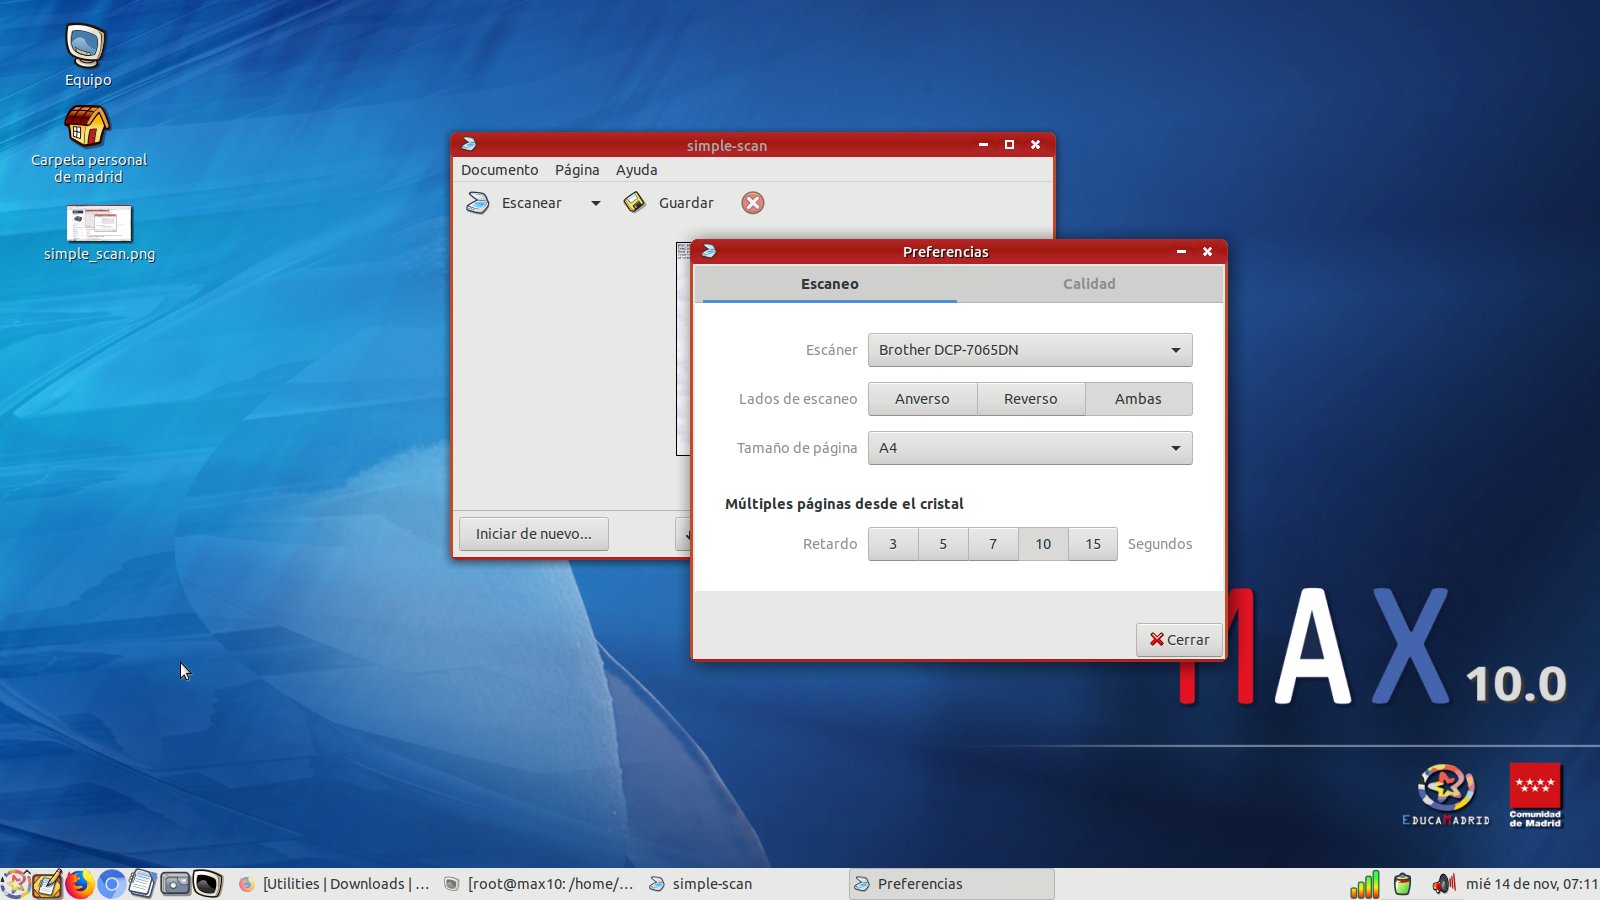 Equipo
Carpeta personal
de madrid
simple_scan.png
simple-scan
Documento Página Ayuda
Escanear Guardar
Preferencias
Escaneo Calidad
Escáner Brother DCP-7065DN
Lados de escaneo Anverso Reverso Ambas
Tamaño de página A4
Múltiples páginas desde el cristal
Retardo 3 5 7 10 15 Segundos
Iniciar de nuevo...
Cerrar
MAX 10.0
EDUCAMADRID
Comunidad
de Madrid
[Utilities | Downloads | ... [root@max10: /home/... simple-scan Preferencias mié 14 de nov, 07:11